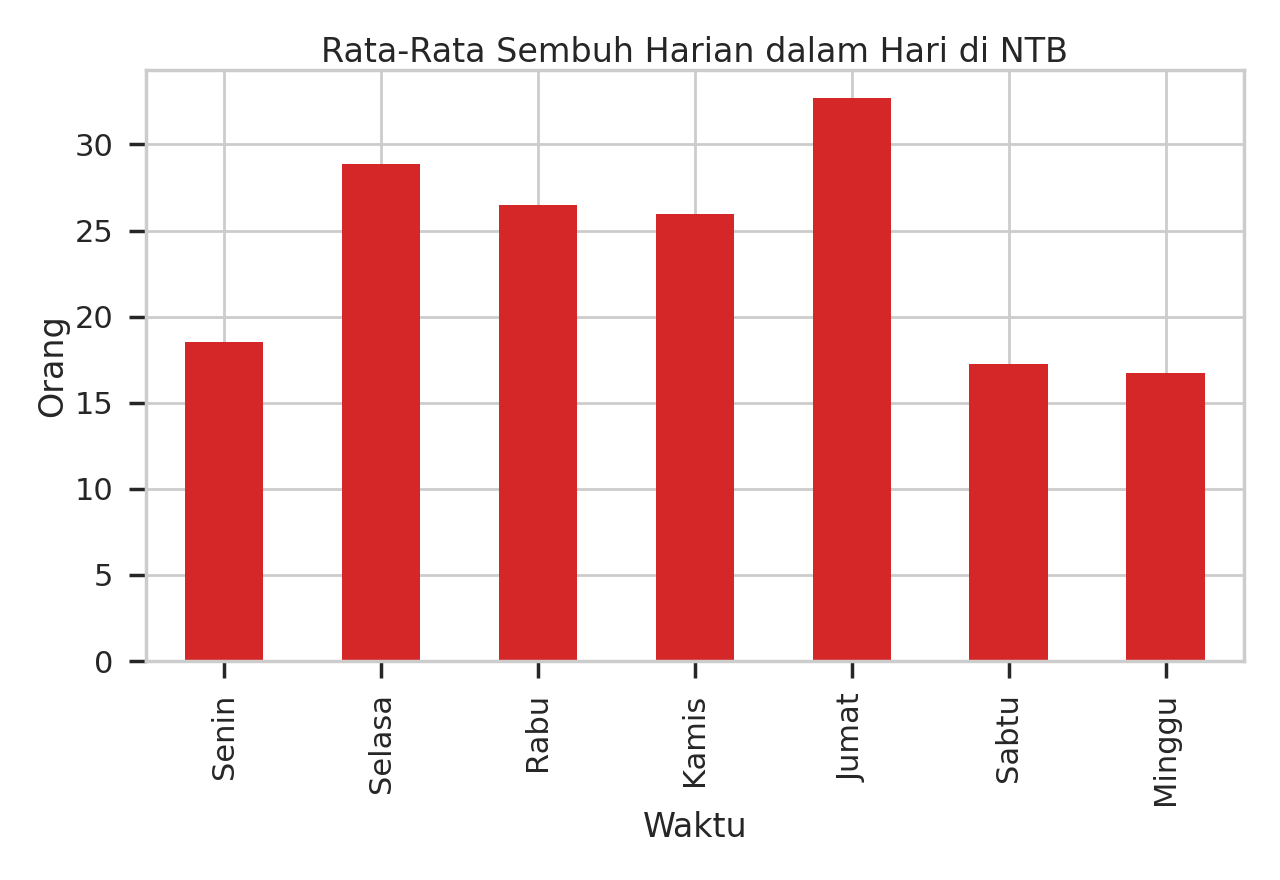 Rata-Rata Sembuh Harian dalam Hari di NTB
Orang
30
25
20
15
10
5
0
Senin
Selasa
Rabu
Kamis
Jumat
Sabtu
Minggu
Waktu